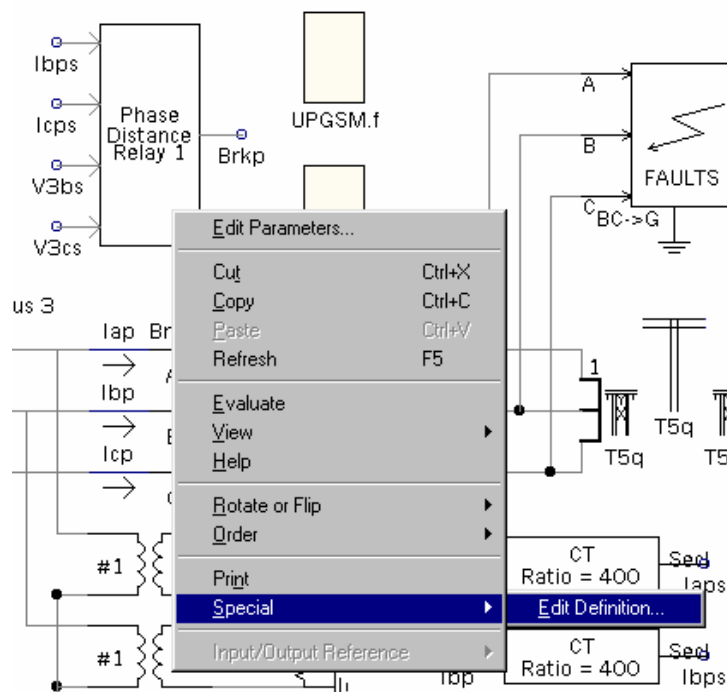 Ibps
Icps
V3bs
V3cs
Phase
Distance
Relay 1
Brkp
UPGSM.f
A
B
C
BC->G
FAULTS
us 3
Iap Br
Ibp
Icp
Edit Parameters...
Cut Ctrl+X
Copy Ctrl+C
Paste Ctrl+V
Refresh F5
Evaluate
View
Help
Rotate or Flip
Order
Print
Special
Edit Definition...
Input/Output Reference
1
T5q
T5q
T5
#1
#1
CT
Ratio = 400
Sec
Iaps
CT
Ratio = 400
Sec
Ibps
Ibp